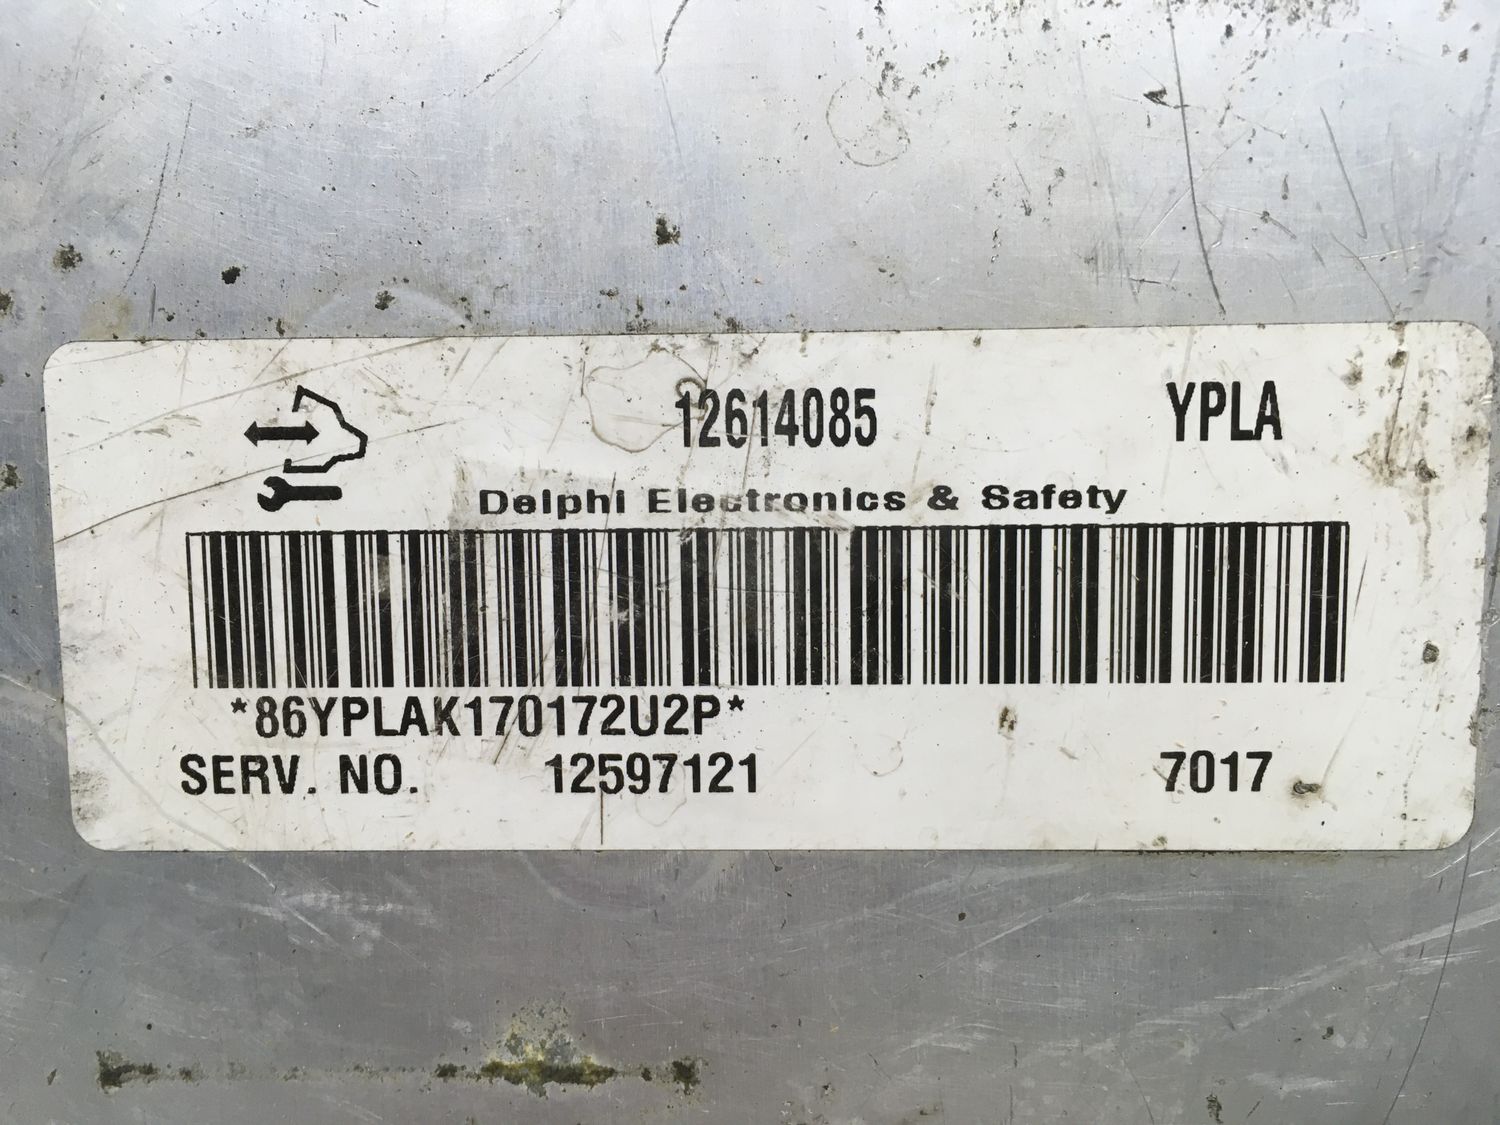 12614085 YPLA
Delphi Electronics & Safety
*86YPLAK170172U2P*
SERV. NO. 12597121 7017